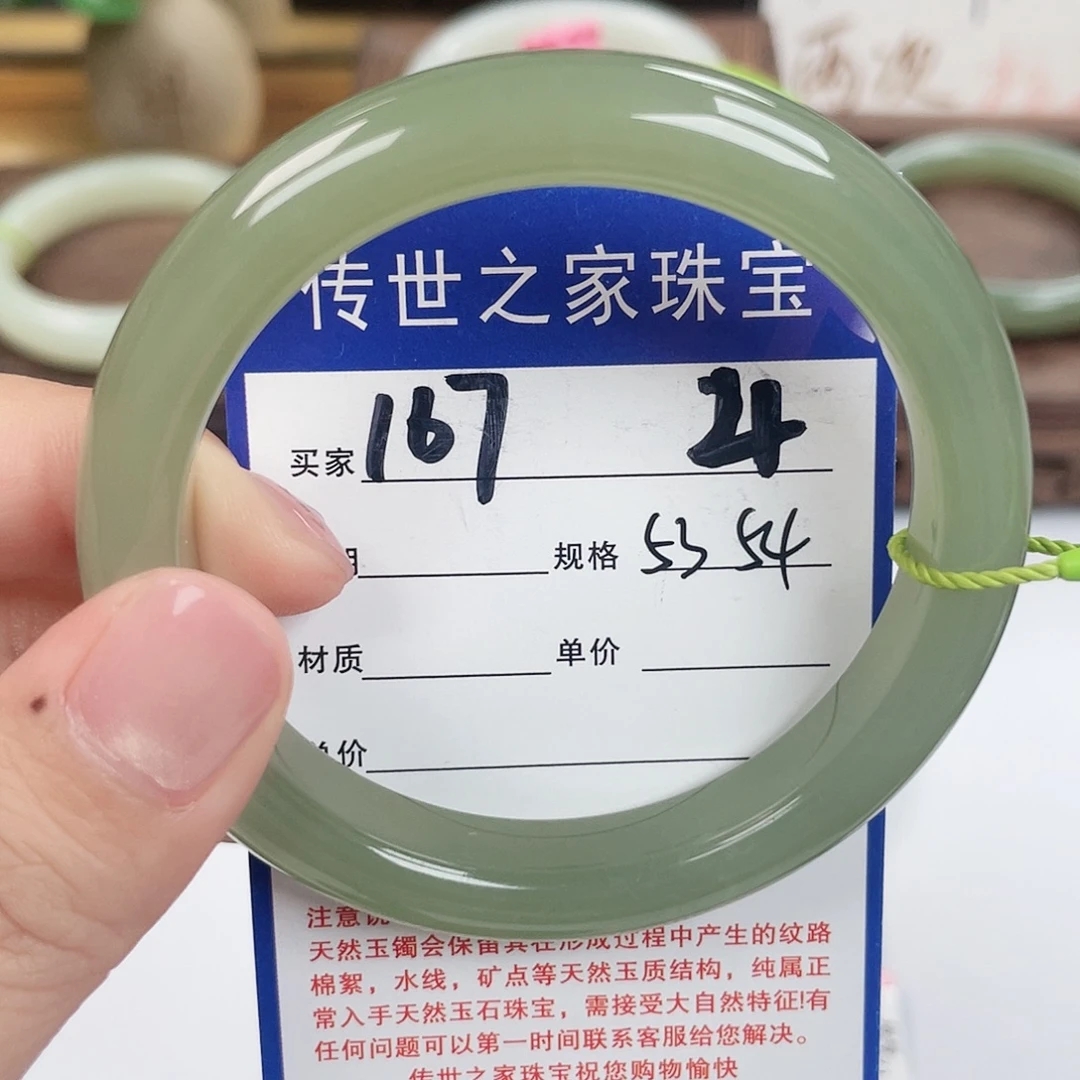 两次
传世之家珠宝
买家 167 24
期 规格 53 54
材质 单价
单价
注意说
天然玉镯会保留其在形成过程中产生的纹路
棉絮，水线，矿点等天然玉质结构，纯属正
常入手天然玉石珠宝，需接受大自然特征!有
任何问题可以第一时间联系客服给您解决。
传世之家珠宝祝您购物愉快